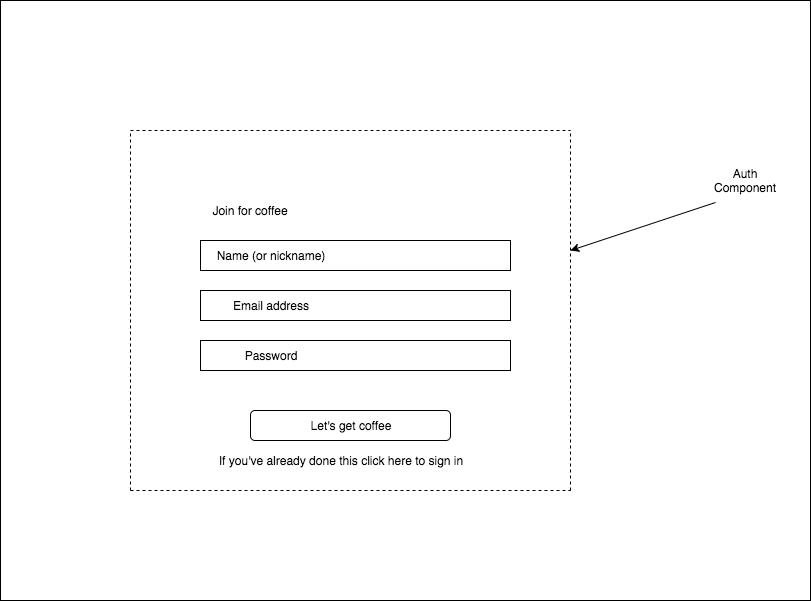 Auth
Component
Join for coffee
Name (or nickname)
Email address
Password
Let's get coffee
If you've already done this click here to sign in